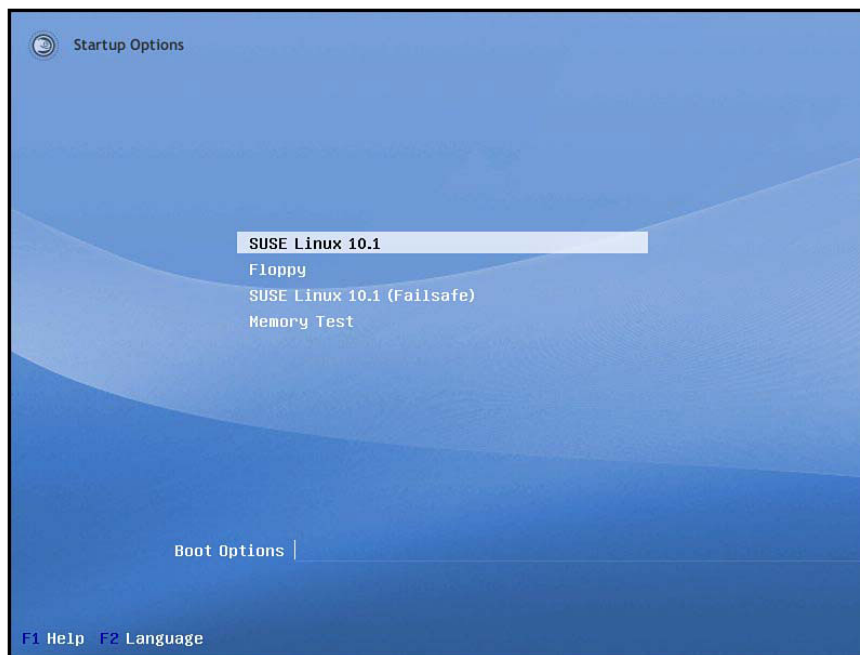 Startup Options
SUSE Linux 10.1
Floppy
SUSE Linux 10.1 (Failsafe)
Memory Test
Boot Options
F1 Help F2 Language